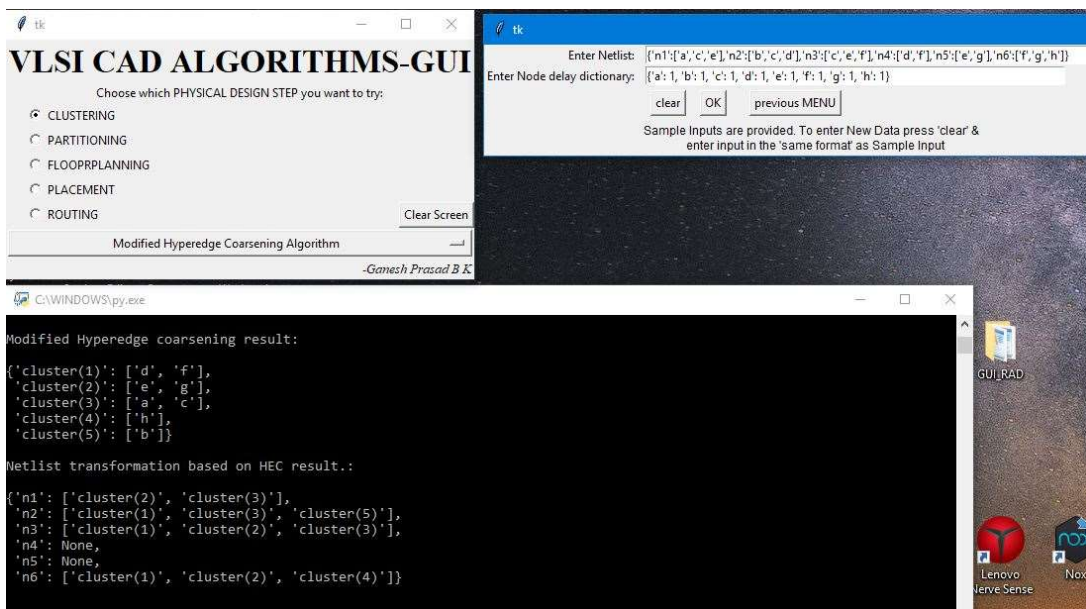 tk
VLSI CAD ALGORITHMS-GUI
Choose which PHYSICAL DESIGN STEP you want to try:
CLUSTERING
PARTITIONING
FLOOPRPLANNING
PLACEMENT
ROUTING
Clear Screen
Modified Hyperedge Coarsening Algorithm
-Ganesh Prasad B K
tk
Enter Netlist: {'n1':['a','c','e'],'n2':['b','c','d'],'n3':['c','e','f'],'n4':['d','f'],'n5':['e','g'],'n6':['f','g','h']}
Enter Node delay dictionary: {'a': 1, 'b': 1, 'c': 1, 'd': 1, 'e': 1, 'f': 1, 'g': 1, 'h': 1}
clear OK previous MENU
Sample Inputs are provided. To enter New Data press 'clear' &
enter input in the 'same format' as Sample Input
C:\WINDOWS\py.exe
Modified Hyperedge coarsening result:
{'cluster(1)': ['d', 'f'],
'cluster(2)': ['e', 'g'],
'cluster(3)': ['a', 'c'],
'cluster(4)': ['h'],
'cluster(5)': ['b']}
Netlist transformation based on HEC result.:
{'n1': ['cluster(2)', 'cluster(3)'],
'n2': ['cluster(1)', 'cluster(3)', 'cluster(5)'],
'n3': ['cluster(1)', 'cluster(2)', 'cluster(3)'],
'n4': None,
'n5': None,
'n6': ['cluster(1)', 'cluster(2)', 'cluster(4)']}
GUI_RAD
Lenovo
Nerve Sense
Nox